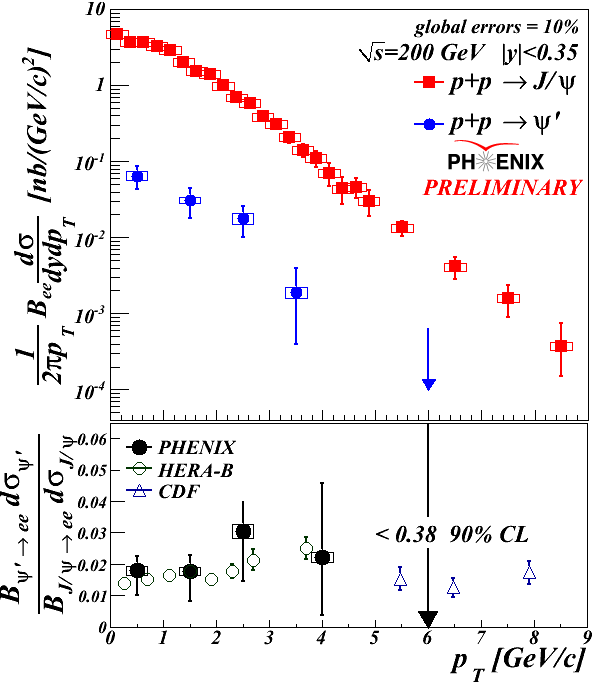 global errors = 10%
√s=200 GeV |y|<0.35
p+p → J/ψ
p+p → ψ'
PHENIX
PRELIMINARY
1/2πp_T B_ee dσ/dydp_T [nb/(GeV/c)²]
10
1
10⁻¹
10⁻²
10⁻³
10⁻⁴
B_ψ'→ee dσ_ψ' / B_J/ψ→ee dσ_J/ψ
0.06
0.05
0.04
0.03
0.02
0.01
0
PHENIX
HERA-B
CDF
< 0.38 90% CL
0 1 2 3 4 5 6 7 8 9
p_T [GeV/c]